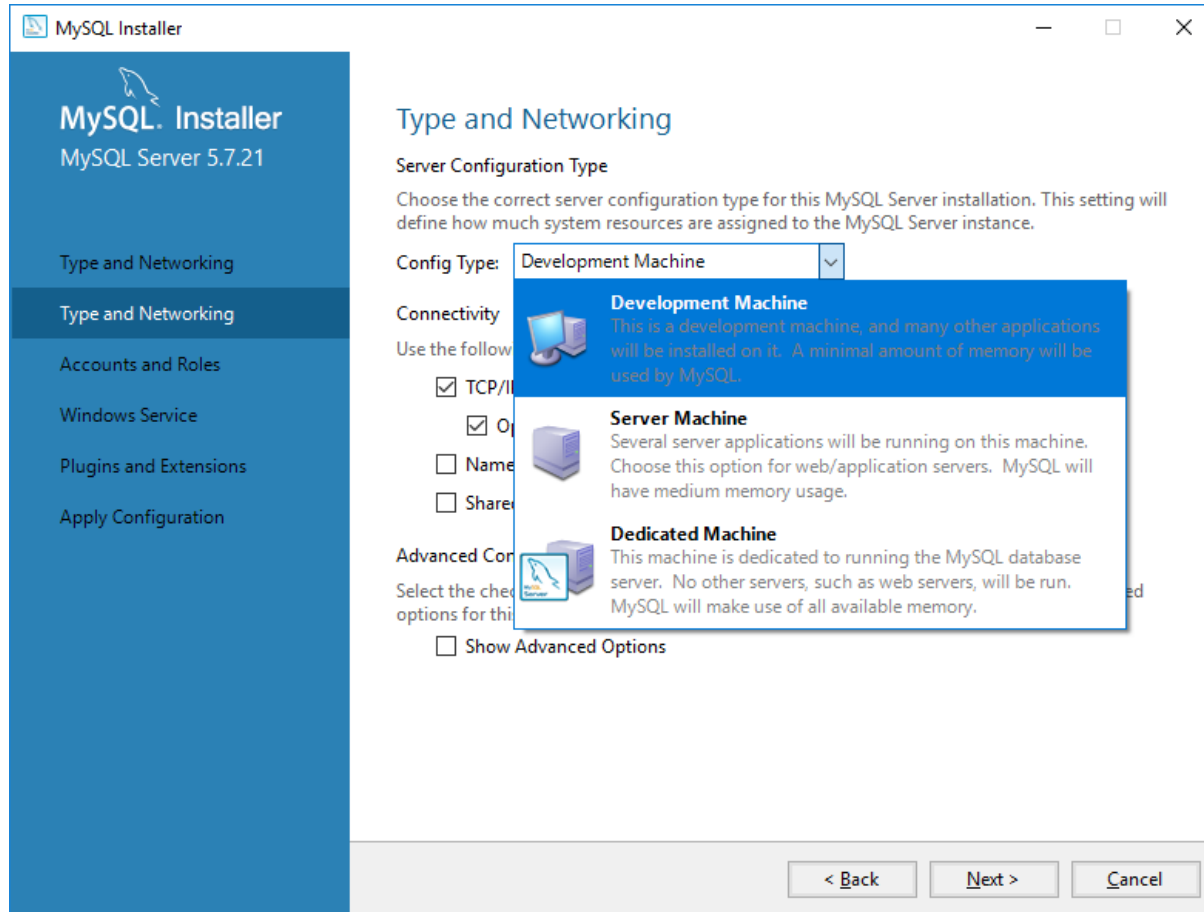 MySQL Installer
MySQL. Installer
MySQL Server 5.7.21
Type and Networking
Type and Networking
Accounts and Roles
Windows Service
Plugins and Extensions
Apply Configuration
Type and Networking
Server Configuration Type
Choose the correct server configuration type for this MySQL Server installation. This setting will
define how much system resources are assigned to the MySQL Server instance.
Config Type: Development Machine
Development Machine
This is a development machine, and many other applications
will be installed on it. A minimal amount of memory will be
used by MySQL.
Server Machine
Several server applications will be running on this machine.
Choose this option for web/application servers. MySQL will
have medium memory usage.
Dedicated Machine
This machine is dedicated to running the MySQL database
server. No other servers, such as web servers, will be run.
MySQL will make use of all available memory.
Connectivity
Use the follow
TCP/I
Name
Share
Advanced Con
Select the chec
ed
options for this
Show Advanced Options
< Back
Next >
Cancel